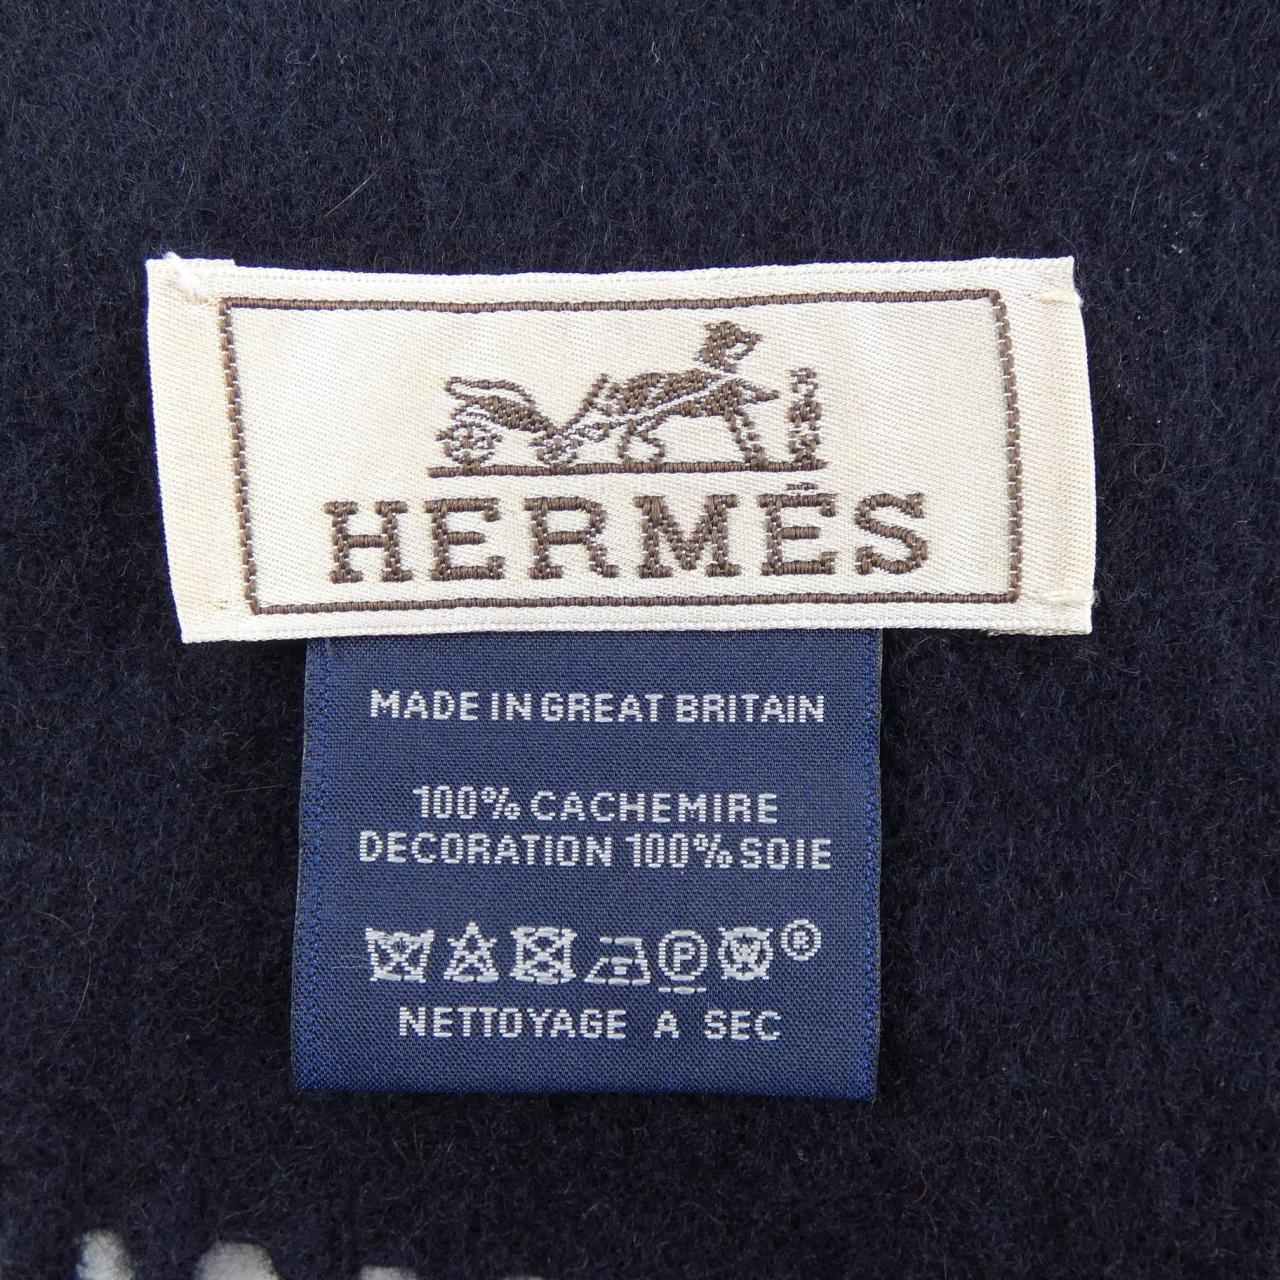 HERMÈS
MADE IN GREAT BRITAIN
100% CACHEMIRE
DECORATION 100% SOIE
P W ®
NETTOYAGE A SEC